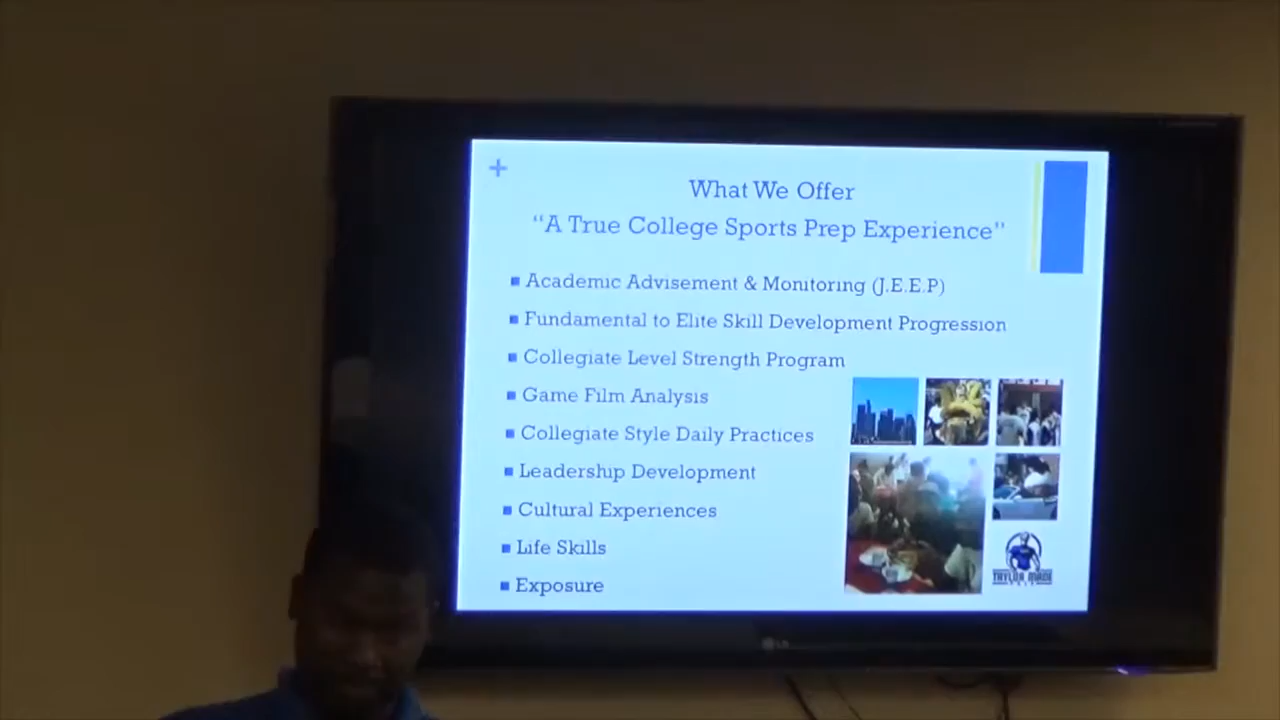 +
What We Offer
“A True College Sports Prep Experience”
■ Academic Advisement & Monitoring (J.E.E.P)
■ Fundamental to Elite Skill Development Progression
■ Collegiate Level Strength Program
■ Game Film Analysis
■ Collegiate Style Daily Practices
■ Leadership Development
■ Cultural Experiences
■ Life Skills
■ Exposure
TAYLOR MADE
LG